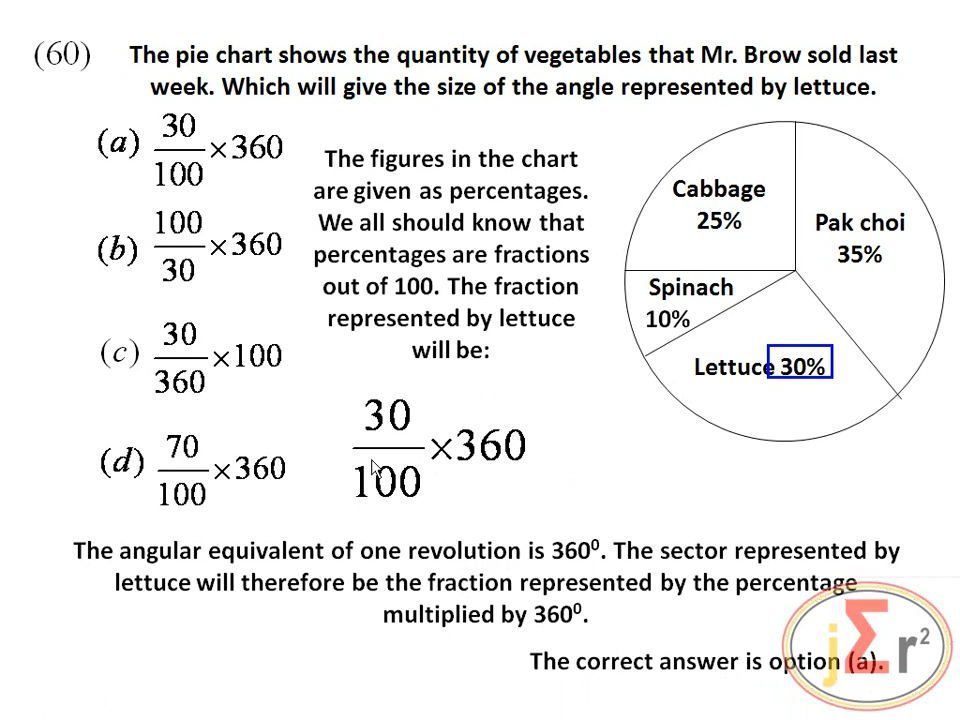 (60) The pie chart shows the quantity of vegetables that Mr. Brow sold last
week. Which will give the size of the angle represented by lettuce.
(a) 30/100 ×360
(b) 100/30 ×360
(c) 30/360 ×100
(d) 70/100 ×360
The figures in the chart
are given as percentages.
We all should know that
percentages are fractions
out of 100. The fraction
represented by lettuce
will be:
30/100 ×360
Cabbage
25%
Pak choi
35%
Spinach
10%
Lettuce 30%
The angular equivalent of one revolution is 360⁰. The sector represented by
lettuce will therefore be the fraction represented by the percentage
multiplied by 360⁰.
The correct answer is option (a).
jΣr²